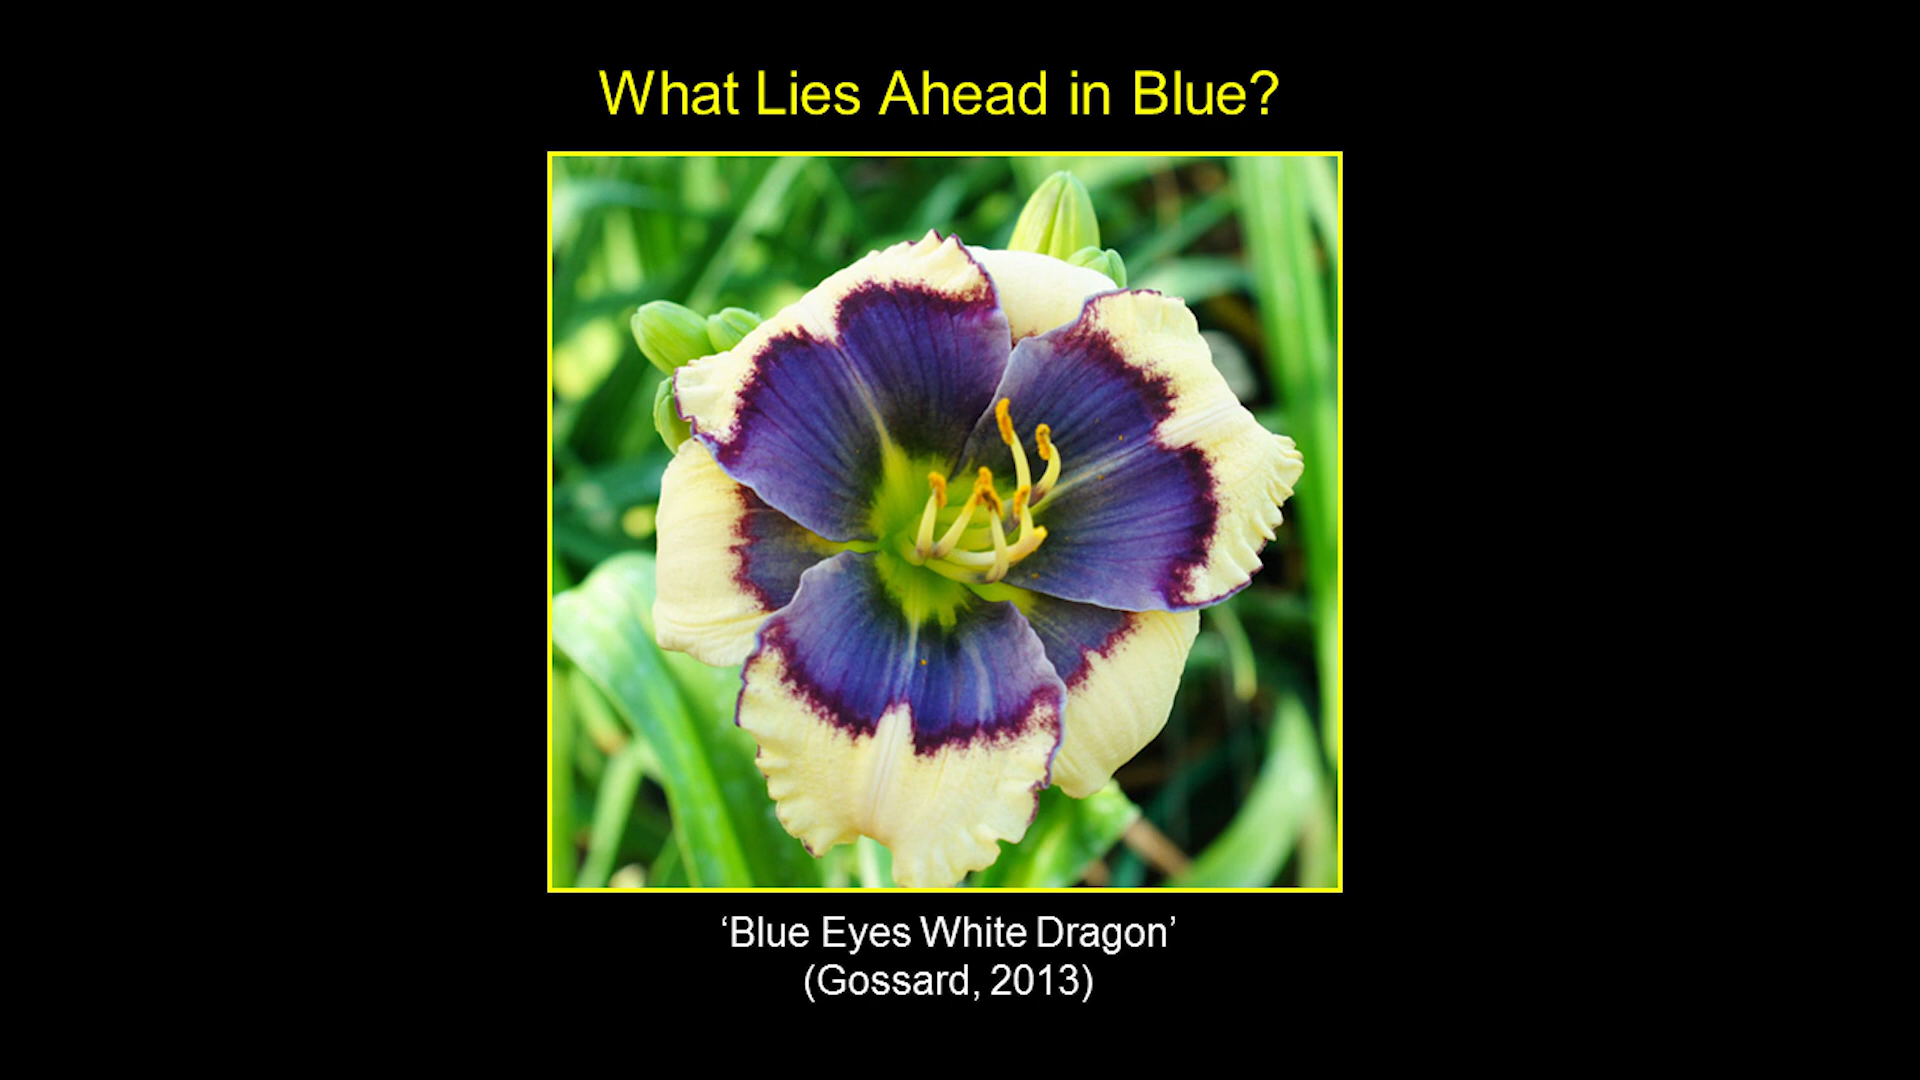 What Lies Ahead in Blue?
‘Blue Eyes White Dragon’
(Gossard, 2013)